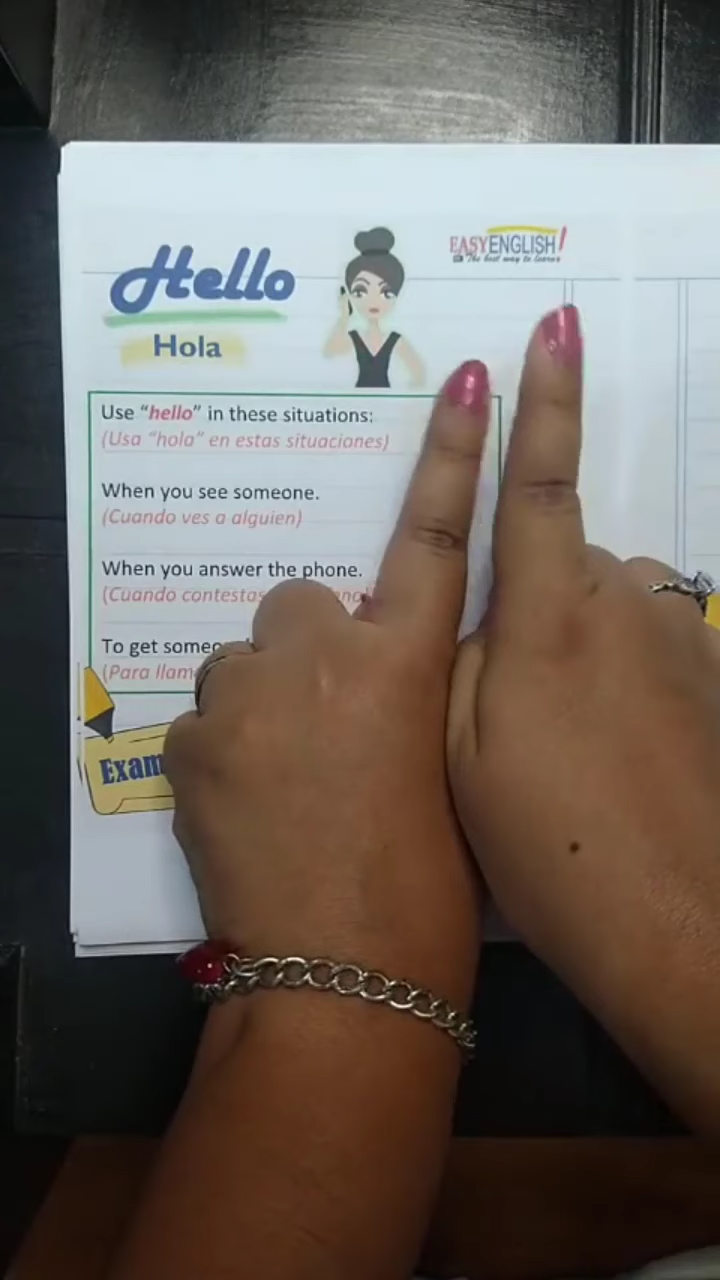 Hello
Hola
EASYENGLISH!
The best way to learn
Use “hello” in these situations:
(Usa “hola” en estas situaciones)
When you see someone.
(Cuando ves a alguien)
When you answer the phone.
(Cuando contestas
To get
(Para